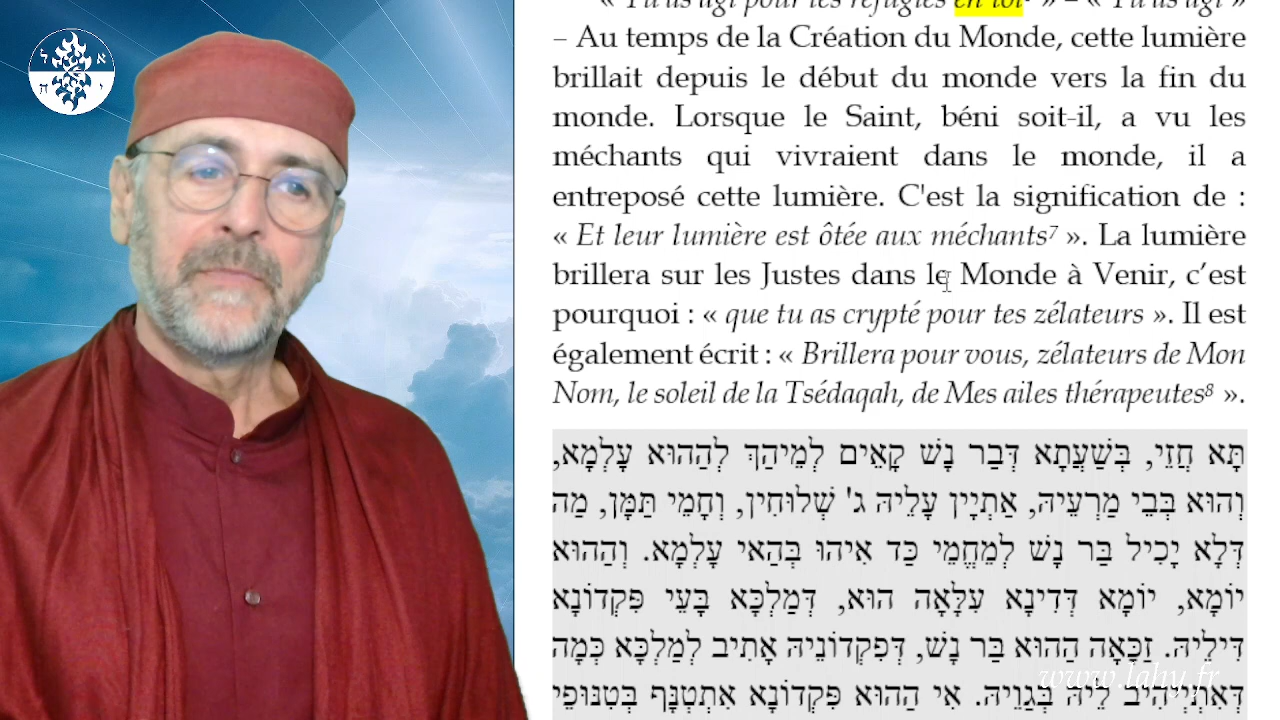 « Tu as agi pour tes réfugiés en toi » – « Tu as agi »
– Au temps de la Création du Monde, cette lumière
brillait depuis le début du monde vers la fin du
monde. Lorsque le Saint, béni soit-il, a vu les
méchants qui vivraient dans le monde, il a
entreposé cette lumière. C'est la signification de :
« Et leur lumière est ôtée aux méchants⁷ ». La lumière
brillera sur les Justes dans le Monde à Venir, c’est
pourquoi : « que tu as crypté pour tes zélateurs ». Il est
également écrit : « Brillera pour vous, zélateurs de Mon
Nom, le soleil de la Tsédaqah, de Mes ailes thérapeutes⁸ ».
תָּא חֲזֵי, בְּשַׁעֲתָא דְּבַר נָשׁ קָאֵים לְמֵיהַךְ לְהַהוּא עָלְמָא,
וְהוּא בְּבֵי מַרְעֵיהּ, אַתְיָין עָלֵיהּ ג' שְׁלוּחִין, וְחָמֵי תַּמָּן, מַה
דְּלָא יָכִיל בַּר נָשׁ לְמֶחֱמֵי כַּד אִיהוּ בְּהַאי עָלְמָא. וְהַהוּא
יוֹמָא, יוֹמָא דְּדִינָא עִלָּאָה הוּא, דְּמַלְכָּא בָּעֵי פִּקְדוֹנָא
דִּילֵיהּ. זַכָּאָה הַהוּא בַּר נָשׁ, דְּפִקְדוֹנֵיהּ אָתִיב לְמַלְכָּא כְּמָה
דְּאִתְיְיהִיב לֵיהּ בְּגַוֵיהּ. אִי הַהוּא פִּקְדוֹנָא אִתְטְנָּף בְּטִנּוּפֵי
www.lahy.fr
א ל
י ה